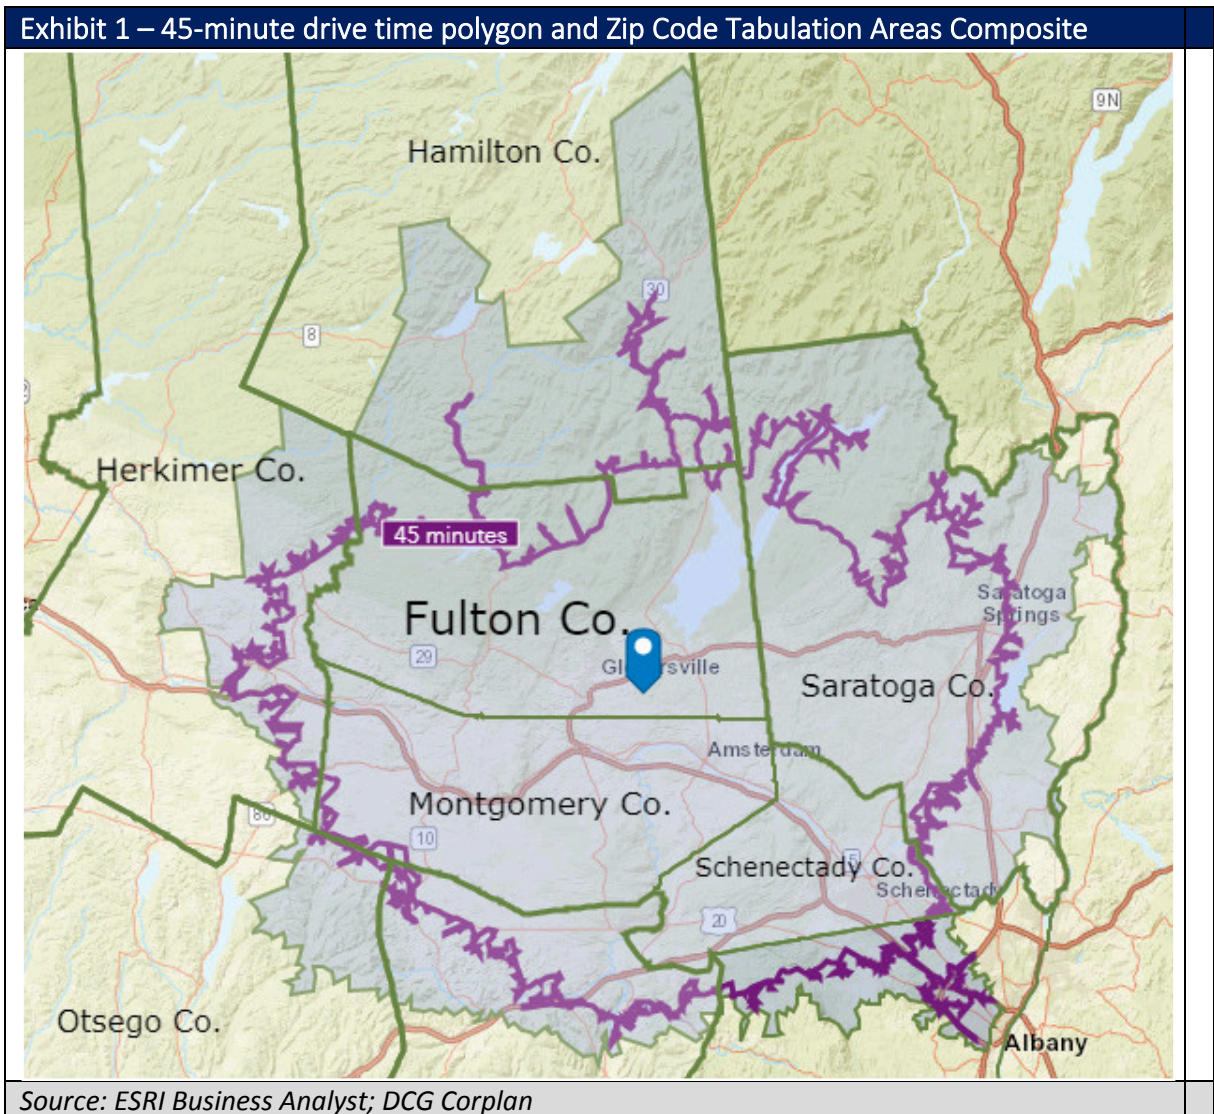 Exhibit 1 – 45-minute drive time polygon and Zip Code Tabulation Areas Composite
9N
Hamilton Co.
30
8
Herkimer Co.
45 minutes
Saratoga
Springs
Fulton Co.
29
Saratoga Co.
Amsterdam
Montgomery Co.
10
Schenectady Co.
Schenectady
20
Otsego Co.
Albany
Source: ESRI Business Analyst; DCG Corplan